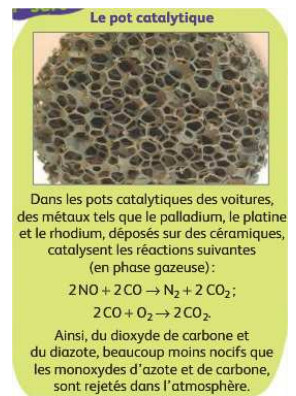 Le pot catalytique
Dans les pots catalytiques des voitures,
des métaux tels que le palladium, le platine
et le rhodium, déposés sur des céramiques,
catalysent les réactions suivantes
(en phase gazeuse) :
2 NO + 2 CO → N₂ + 2 CO₂ ;
2 CO + O₂ → 2 CO₂.
Ainsi, du dioxyde de carbone et
du diazote, beaucoup moins nocifs que
les monoxydes d'azote et de carbone,
sont rejetés dans l'atmosphère.